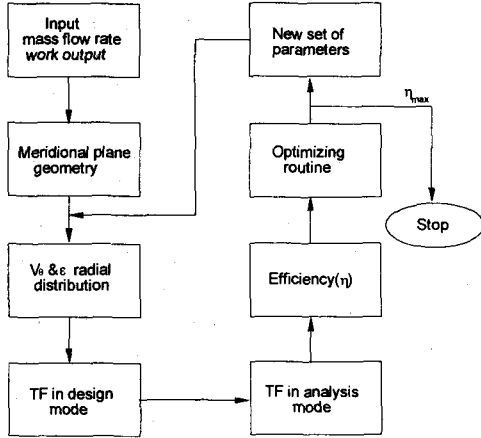 Input
mass flow rate
work output
Meridional plane
geometry
Vθ & ε radial
distribution
TF in design
mode
TF in analysis
mode
Efficiency(η)
Optimizing
routine
New set of
parameters
ηmax
Stop